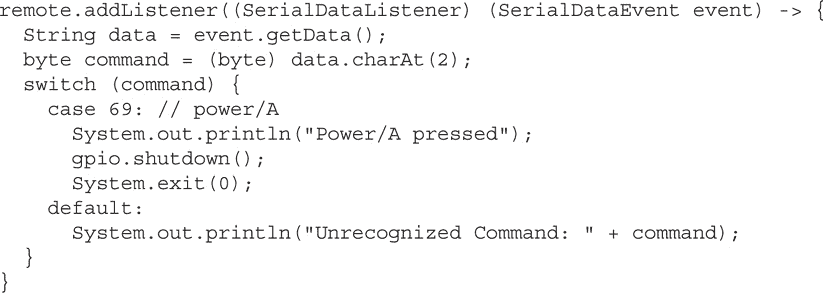 remote.addListener((SerialDataListener) (SerialDataEvent event) -> {
  String data = event.getData();
  byte command = (byte) data.charAt(2);
  switch (command) {
    case 69: // power/A
      System.out.println("Power/A pressed");
      gpio.shutdown();
      System.exit(0);
    default:
      System.out.println("Unrecognized Command: " + command);
  }
}